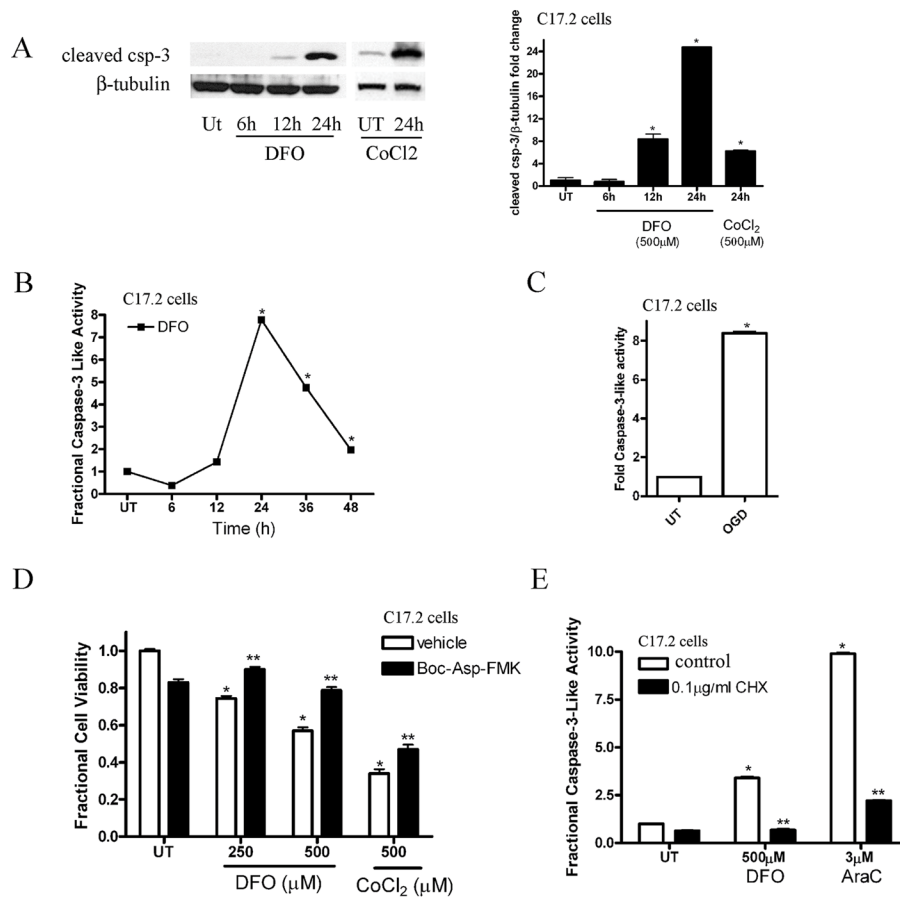 A
cleaved csp-3
β-tubulin
Ut 6h 12h 24h UT 24h
DFO CoCl2
C17.2 cells
cleaved csp-3/β-tubulin fold change
24
20
16
12
8
4
0
* * *
UT 6h 12h 24h 24h
DFO CoCl2
(500μM) (500μM)
B
C17.2 cells
DFO
Fractional Caspase-3 Like Activity
8
7
6
5
4
3
2
1
0
* * *
UT 6 12 24 36 48
Time (h)
C
C17.2 cells
Fold Caspase-3-like activity
8
6
4
2
0
*
UT OGD
D
C17.2 cells
vehicle
Boc-Asp-FMK
Fractional Cell Viability
1.0
0.8
0.6
0.4
0.2
0.0
* ** * ** * **
UT 250 500 500
DFO (μM) CoCl2 (μM)
E
C17.2 cells
control
0.1μg/ml CHX
Fractional Caspase-3-Like Activity
10.0
7.5
5.0
2.5
0.0
* ** * **
UT 500μM 3μM
DFO AraC